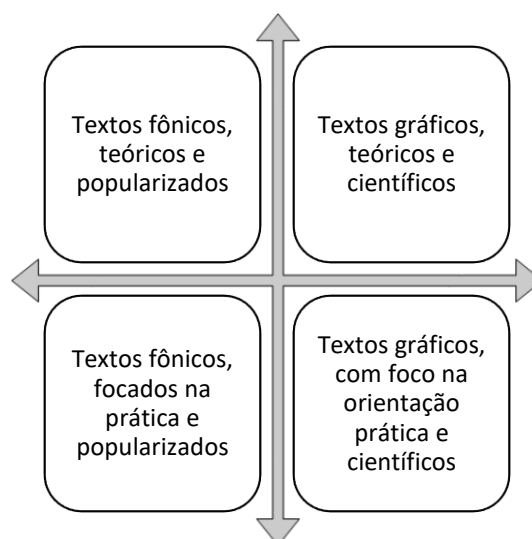 Textos fônicos,
teóricos e
popularizados
Textos gráficos,
teóricos e
científicos
Textos fônicos,
focados na
prática e
popularizados
Textos gráficos,
com foco na
orientação
prática e
científicos